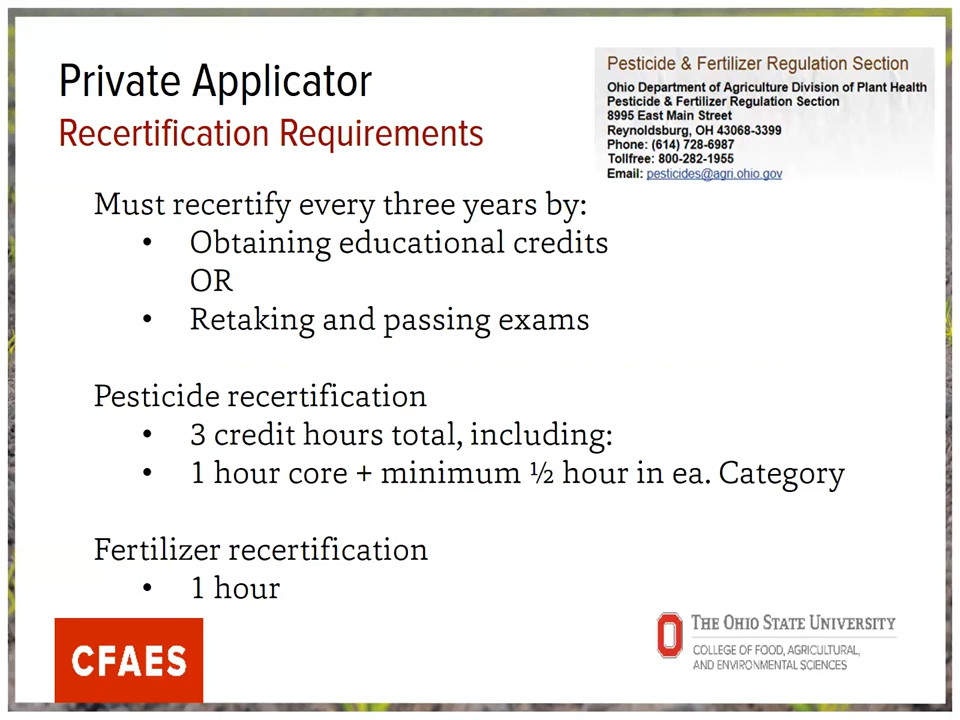 Private Applicator
Recertification Requirements
Pesticide & Fertilizer Regulation Section
Ohio Department of Agriculture Division of Plant Health
Pesticide & Fertilizer Regulation Section
8995 East Main Street
Reynoldsburg, OH 43068-3399
Phone: (614) 728-6987
Tollfree: 800-282-1955
Email: pesticides@agri.ohio.gov
Must recertify every three years by:
• Obtaining educational credits
OR
• Retaking and passing exams
Pesticide recertification
• 3 credit hours total, including:
• 1 hour core + minimum ½ hour in ea. Category
Fertilizer recertification
• 1 hour
CFAES
THE OHIO STATE UNIVERSITY
COLLEGE OF FOOD, AGRICULTURAL,
AND ENVIRONMENTAL SCIENCES